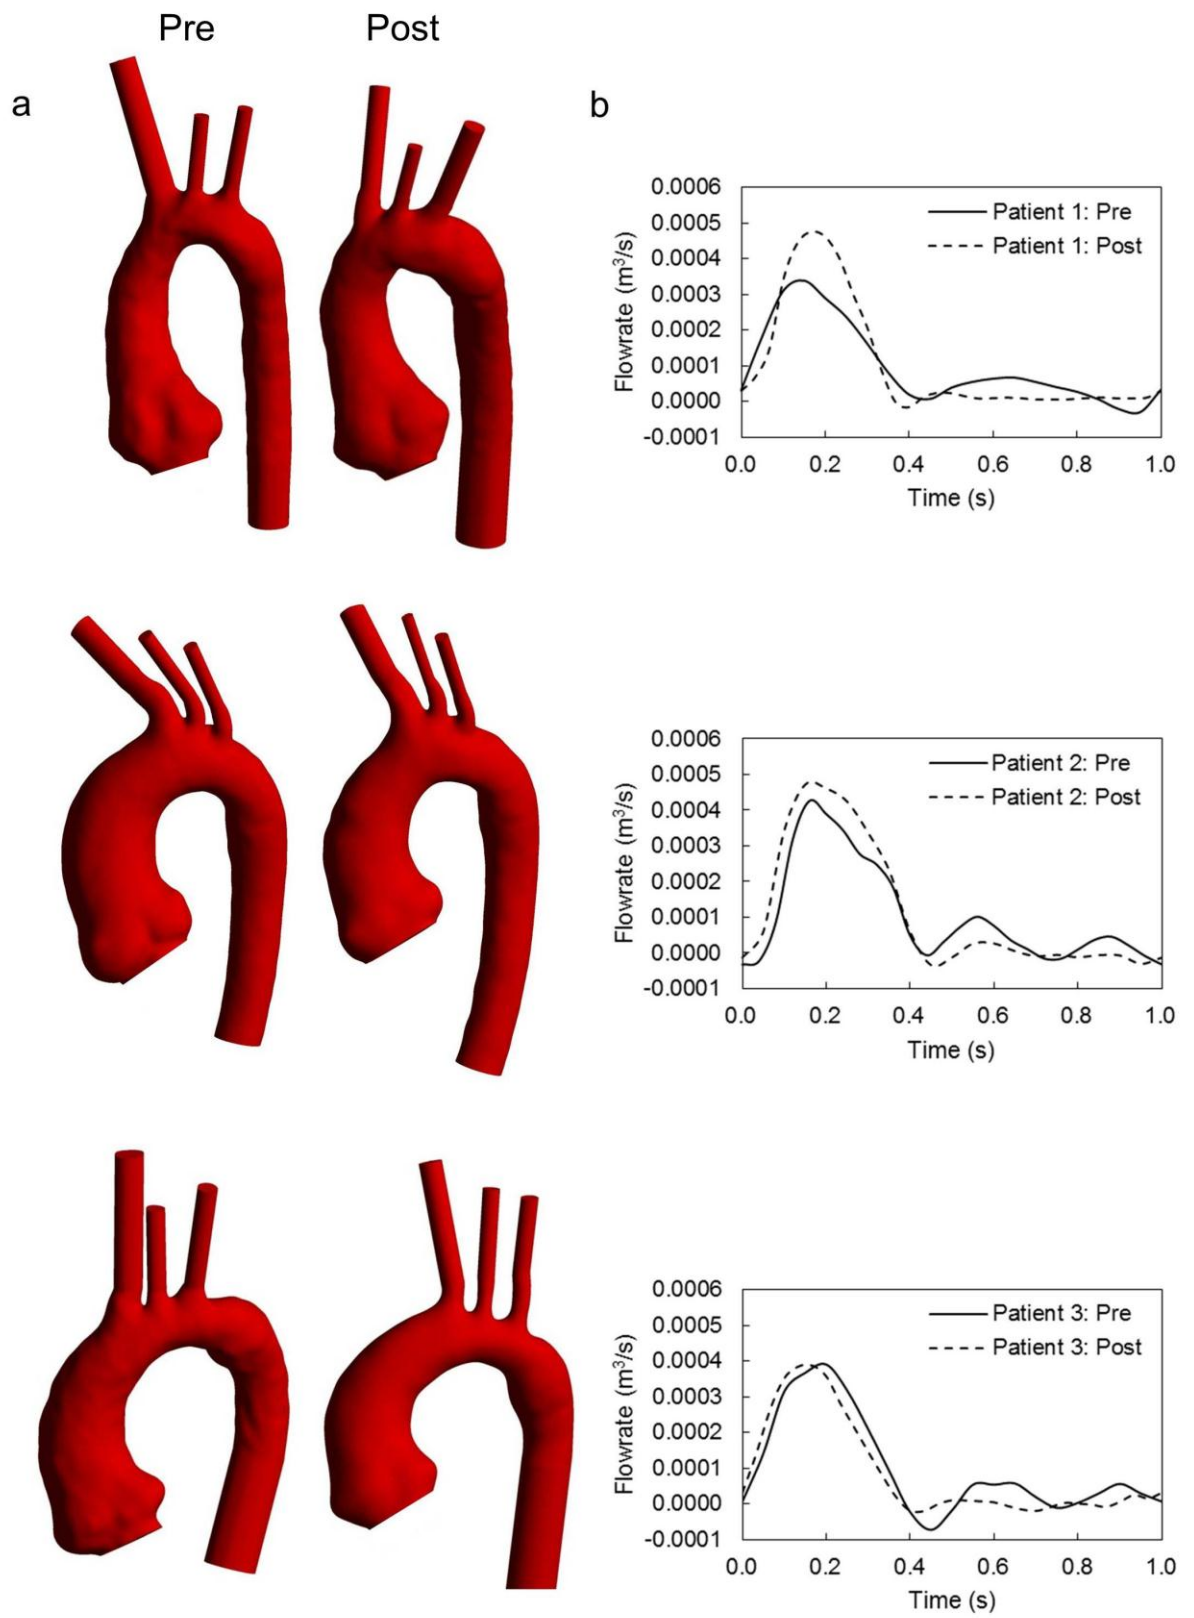 Pre
Post
a
b
0.0006
0.0005
0.0004
0.0003
0.0002
0.0001
0.0000
-0.0001
Flowrate (m³/s)
Patient 1: Pre
Patient 1: Post
0.0 0.2 0.4 0.6 0.8 1.0
Time (s)
0.0006
0.0005
0.0004
0.0003
0.0002
0.0001
0.0000
-0.0001
Flowrate (m³/s)
Patient 2: Pre
Patient 2: Post
0.0 0.2 0.4 0.6 0.8 1.0
Time (s)
0.0006
0.0005
0.0004
0.0003
0.0002
0.0001
0.0000
-0.0001
Flowrate (m³/s)
Patient 3: Pre
Patient 3: Post
0.0 0.2 0.4 0.6 0.8 1.0
Time (s)